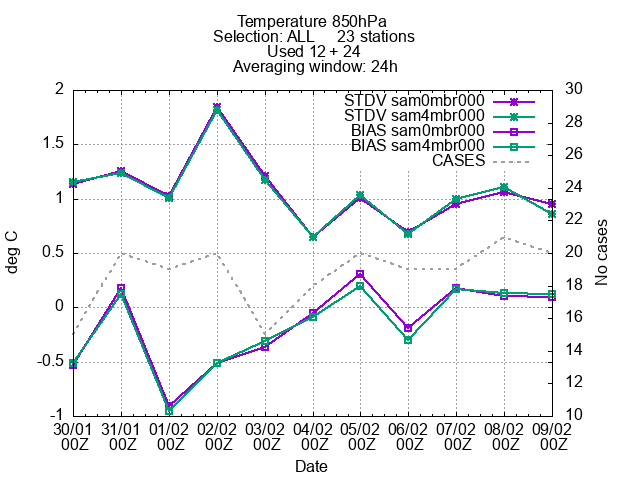 Temperature 850hPa
Selection: ALL 23 stations
Used 12 + 24
Averaging window: 24h
STDV sam0mbr000
STDV sam4mbr000
BIAS sam0mbr000
BIAS sam4mbr000
CASES
2
1.5
1
0.5
0
-0.5
-1
deg C
30
28
26
24
22
20
18
16
14
12
10
No cases
30/01 31/01 01/02 02/02 03/02 04/02 05/02 06/02 07/02 08/02 09/02
00Z 00Z 00Z 00Z 00Z 00Z 00Z 00Z 00Z 00Z 00Z
Date